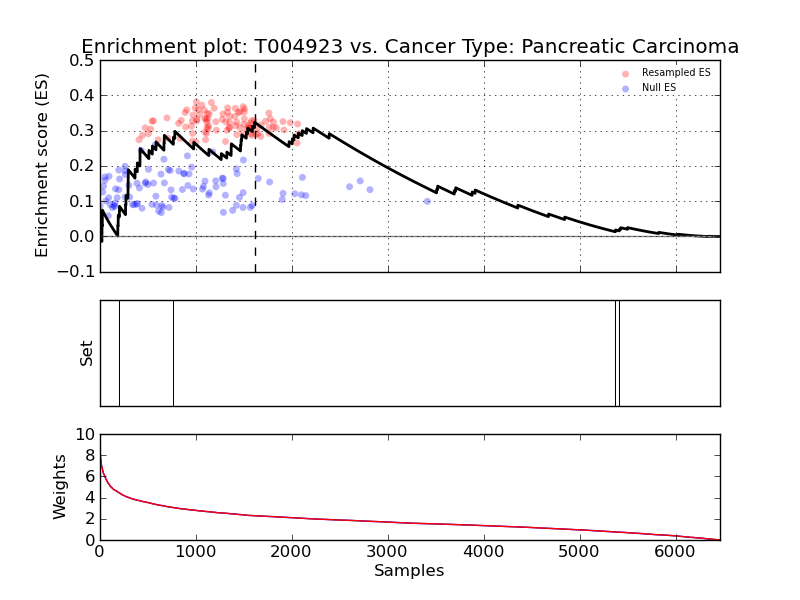 Enrichment plot: T004923 vs. Cancer Type: Pancreatic Carcinoma
Resampled ES
Null ES
Enrichment score (ES)
0.5
0.4
0.3
0.2
0.1
0.0
−0.1
Set
Weights
10
8
6
4
2
0
0 1000 2000 3000 4000 5000 6000
Samples